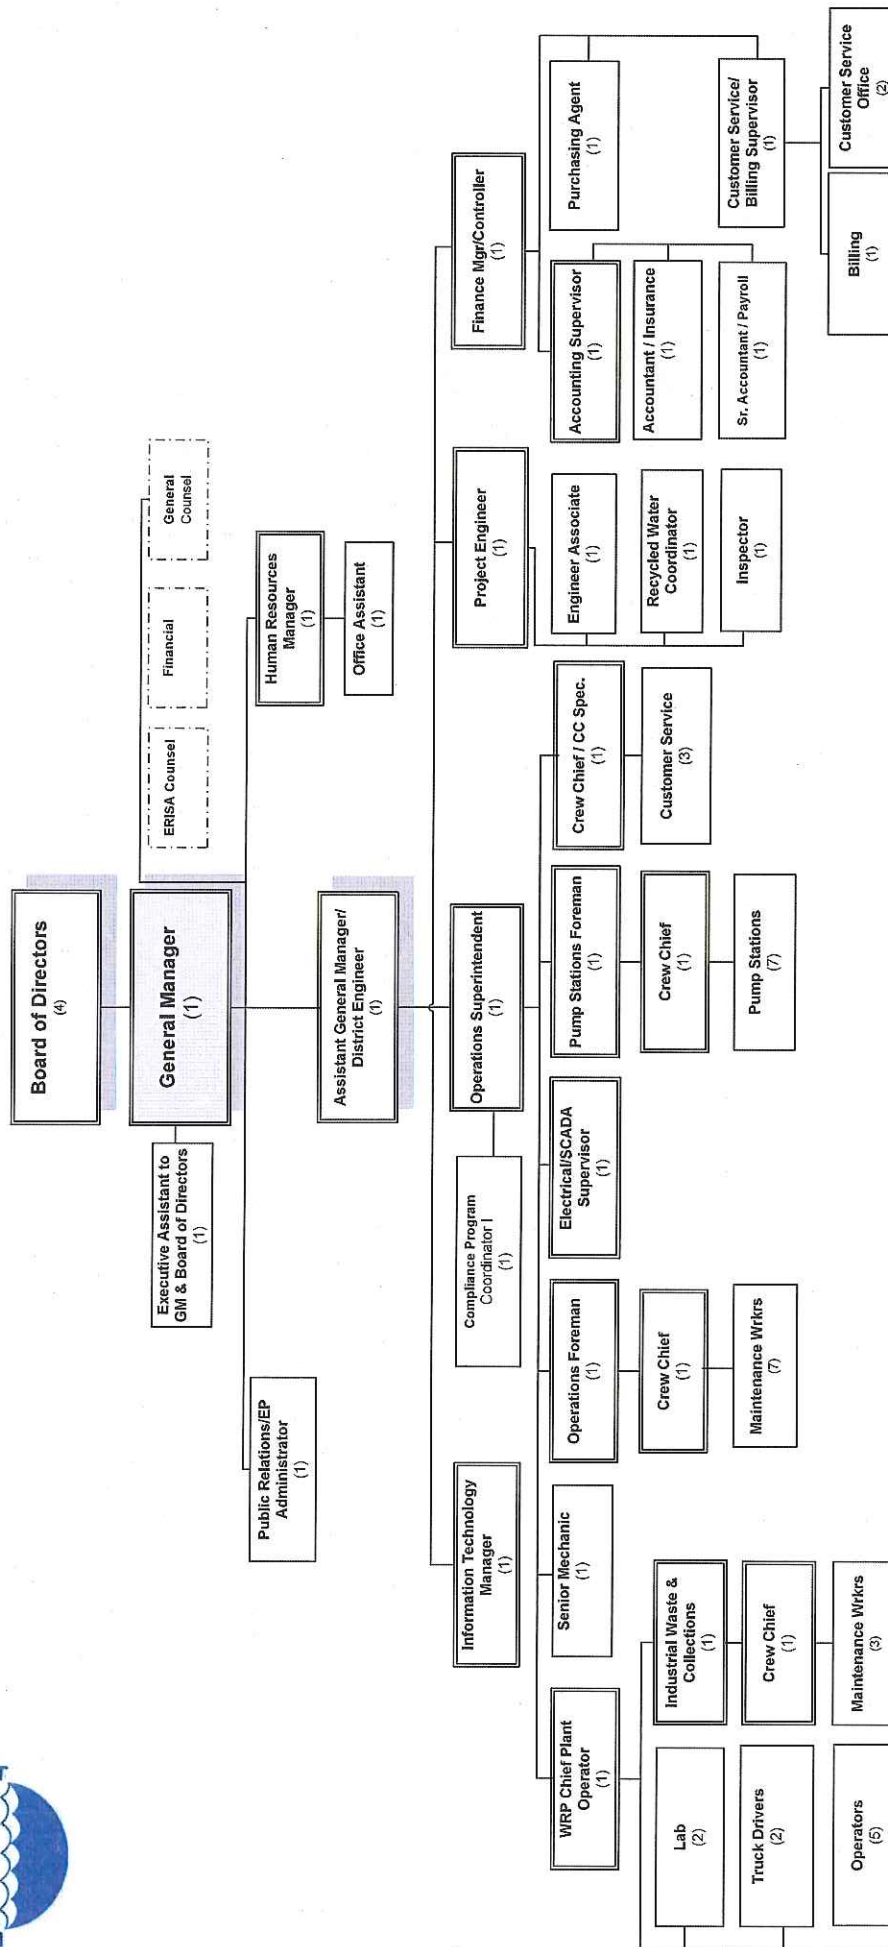 Board of Directors
(4)
General Manager
(1)
Executive Assistant to
GM & Board of Directors
(1)
ERISA Counsel
Financial
General
Counsel
Public Relations/EP
Administrator
(1)
Human Resources
Manager
(1)
Office Assistant
(1)
Assistant General Manager/
District Engineer
(1)
Information Technology
Manager
(1)
Compliance Program
Coordinator I
(1)
Operations Superintendent
(1)
Project Engineer
(1)
Finance Mgr/Controller
(1)
WRP Chief Plant
Operator
(1)
Senior Mechanic
(1)
Operations Foreman
(1)
Electrical/SCADA
Supervisor
(1)
Pump Stations Foreman
(1)
Crew Chief / CC Spec.
(1)
Engineer Associate
(1)
Accounting Supervisor
(1)
Purchasing Agent
(1)
Lab
(2)
Industrial Waste &
Collections
(1)
Crew Chief
(1)
Crew Chief
(1)
Customer Service
(3)
Recycled Water
Coordinator
(1)
Accountant / Insurance
(1)
Truck Drivers
(2)
Crew Chief
(1)
Maintenance Wrkrs
(7)
Pump Stations
(7)
Inspector
(1)
Sr. Accountant / Payroll
(1)
Customer Service/
Billing Supervisor
(1)
Operators
(5)
Maintenance Wrkrs
(3)
Billing
(1)
Customer Service
Office
(2)